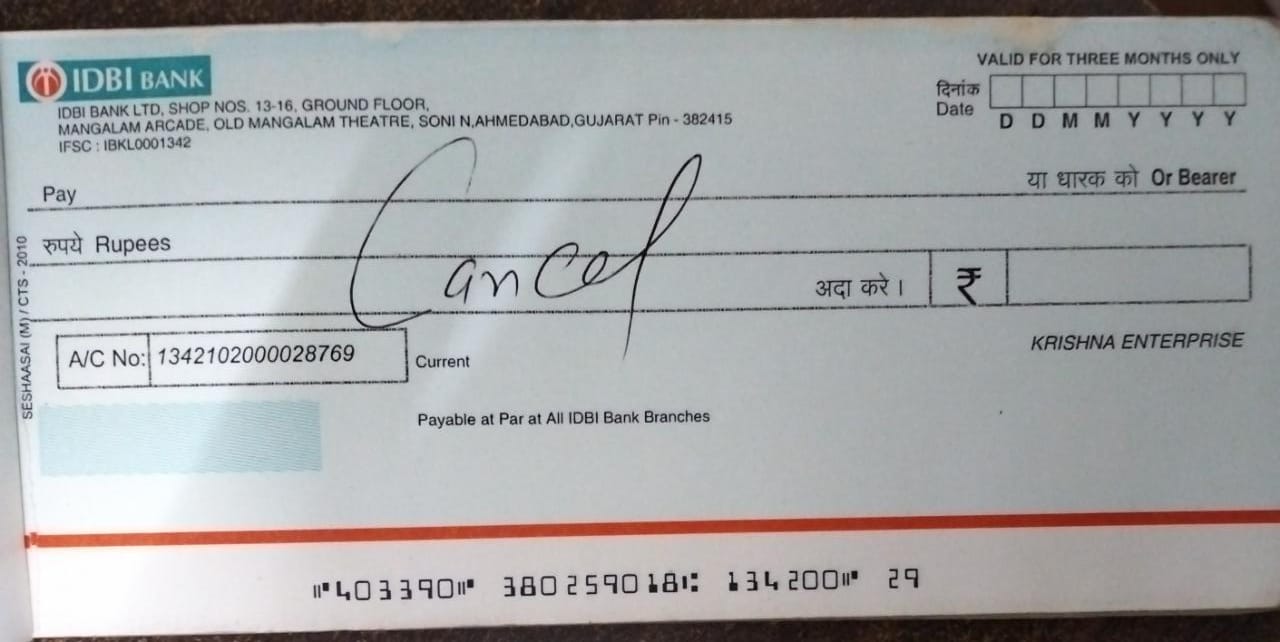 IDBI BANK
IDBI BANK LTD, SHOP NOS. 13-16, GROUND FLOOR,
MANGALAM ARCADE, OLD MANGALAM THEATRE, SONI N,AHMEDABAD,GUJARAT Pin - 382415
IFSC : IBKL0001342
VALID FOR THREE MONTHS ONLY
दिनांक
Date
D D M M Y Y Y Y
Pay
या धारक को Or Bearer
रुपये Rupees
Cancel
अदा करे। ₹
A/C No: 1342102000028769 Current
KRISHNA ENTERPRISE
Payable at Par at All IDBI Bank Branches
SESHAASAI (M) / CTS - 2010
⑈403390⑈ 380259018⑆ 134200⑈ 29